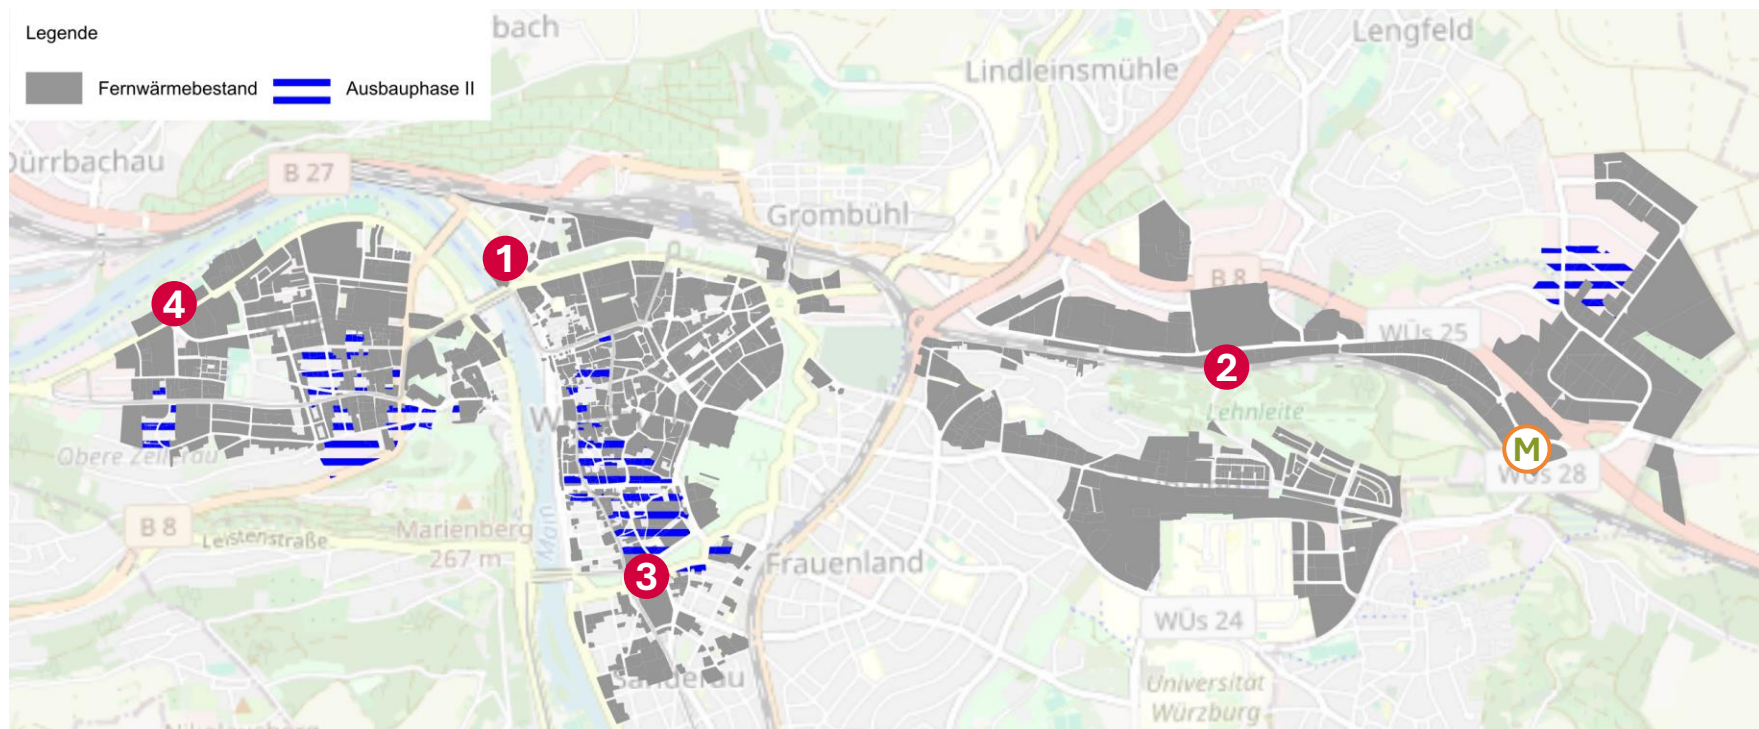 Legende
Fernwärmebestand
Ausbauphase II
bach
Lengfeld
Lindleinsmühle
Dürrbachau
B 27
Grombühl
1
B 8
4
WÜs 25
2
Lehnleite
W
M
Obere Zellerau
WÜs 28
B 8
Leistenstraße
Marienberg
267 m
Main
Frauenland
3
WÜs 24
Sanderau
Universität
Würzburg